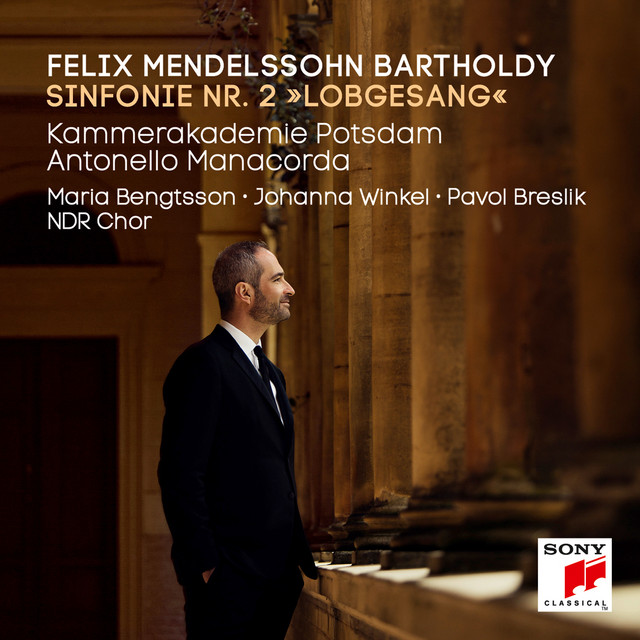 FELIX MENDELSSOHN BARTHOLDY
SINFONIE NR. 2 »LOBGESANG«
Kammerakademie Potsdam
Antonello Manacorda
Maria Bengtsson · Johanna Winkel · Pavol Breslik
NDR Chor
SONY
CLASSICAL
TM